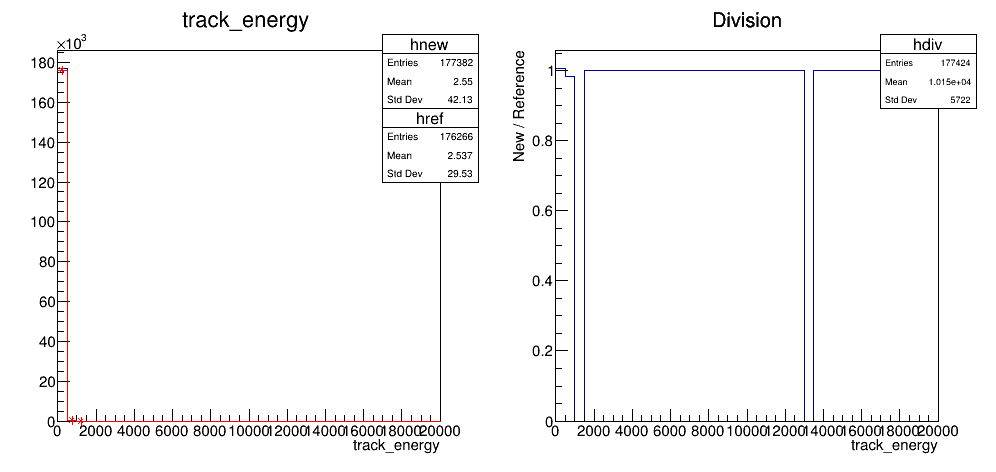 track_energy
×10³
180
160
140
120
100
80
60
40
20
0
0 2000 4000 6000 8000 10000 12000 14000 16000 18000 20000
track_energy
hnew
Entries 177382
Mean 2.55
Std Dev 42.13
href
Entries 176266
Mean 2.537
Std Dev 29.53
Division
New / Reference
1
0.8
0.6
0.4
0.2
0
0 2000 4000 6000 8000 10000 12000 14000 16000 18000 20000
track_energy
hdiv
Entries 177424
Mean 1.015e+04
Std Dev 5722